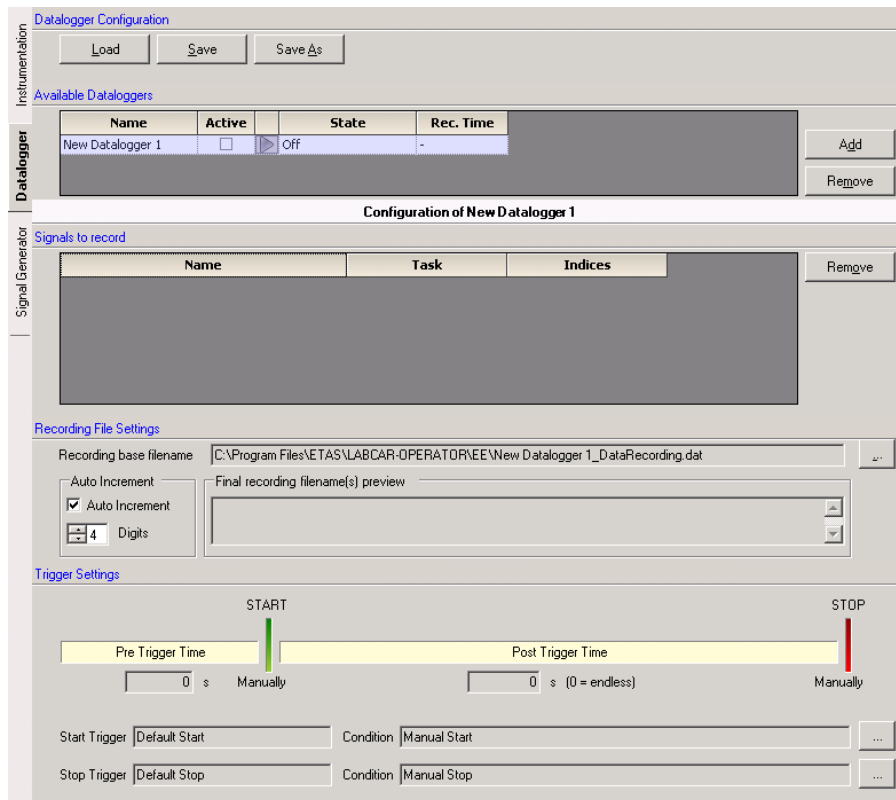 Datalogger Configuration
Load Save Save As
Instrumentation
Available Dataloggers
Name Active State Rec. Time
New Datalogger 1 Off -
Add
Remove
Datalogger
Configuration of New Datalogger 1
Signals to record
Name Task Indices
Remove
Signal Generator
Recording File Settings
Recording base filename C:\Program Files\ETAS\LABCAR-OPERATOR\EE\New Datalogger 1_DataRecording.dat ...
Auto Increment Final recording filename(s) preview
Auto Increment
4 Digits
Trigger Settings
START STOP
Pre Trigger Time Post Trigger Time
0 s Manually 0 s (0 = endless) Manually
Start Trigger Default Start Condition Manual Start ...
Stop Trigger Default Stop Condition Manual Stop ...